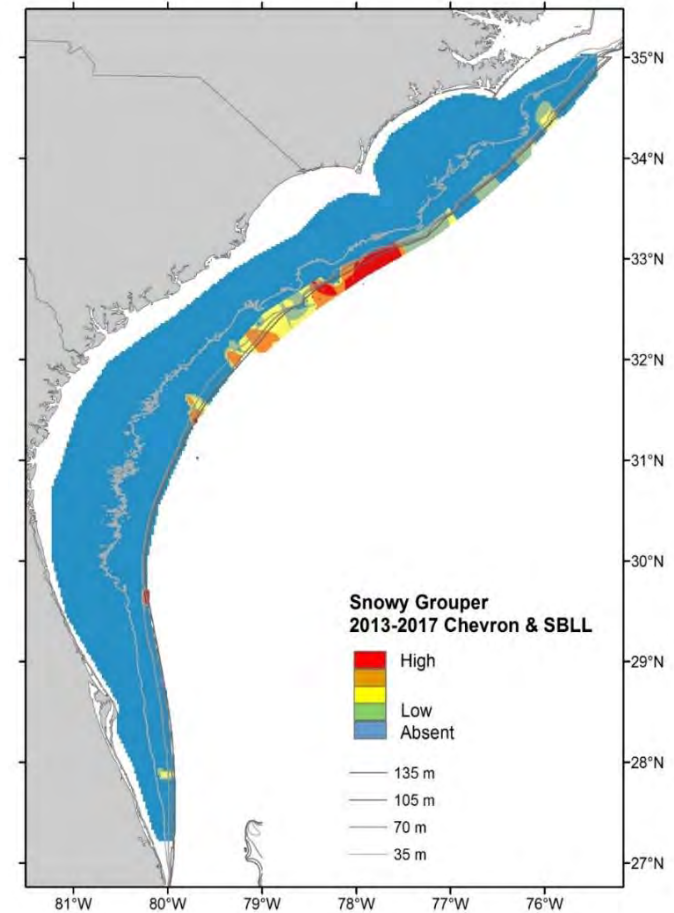 35°N
34°N
33°N
32°N
31°N
30°N
Snowy Grouper
2013-2017 Chevron & SBLL
High
Low
Absent
29°N
28°N
135 m
105 m
70 m
35 m
27°N
81°W 80°W 79°W 78°W 77°W 76°W